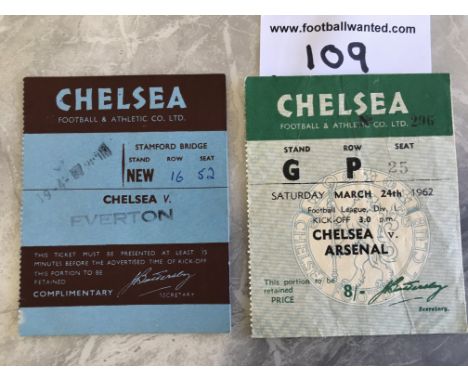 www.footballwanted.com
109
CHELSEA
FOOTBALL & ATHLETIC CO. LTD.
STAMFORD BRIDGE
STAND ROW SEAT
NEW 16 52
CHELSEA V.
EVERTON
THIS TICKET MUST BE PRESENTED AT LEAST 15
MINUTES BEFORE THE ADVERTISED TIME OF KICK-OFF
THIS PORTION TO BE
RETAINED
COMPLIMENTARY
SECRETARY
CHELSEA
FOOTBALL & ATHLETIC CO. LTD.
296
STAND ROW SEAT
G P 25
SATURDAY MARCH 24th 1962
Football League, Div. I.
KICK-OFF 3.0 p.m.
CHELSEA v.
ARSENAL
This portion to be
retained
PRICE 8/-
Secretary.